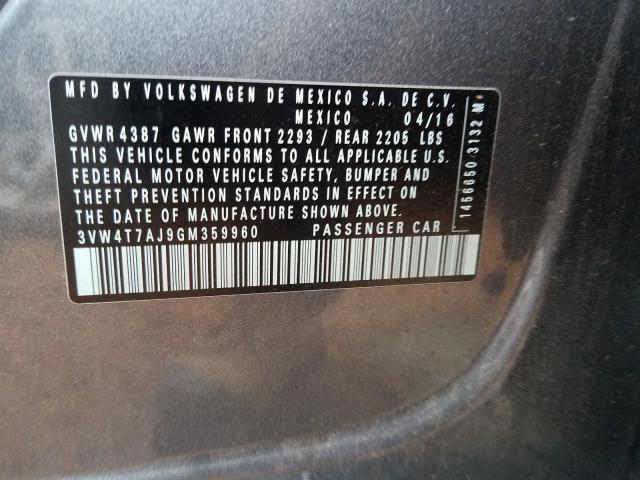 MFD BY VOLKSWAGEN DE MEXICO S.A. DE C.V.
MEXICO 04/16
GVWR 4387 GAWR FRONT 2293 / REAR 2205 LBS
THIS VEHICLE CONFORMS TO ALL APPLICABLE U.S.
FEDERAL MOTOR VEHICLE SAFETY, BUMPER AND
THEFT PREVENTION STANDARDS IN EFFECT ON
THE DATE OF MANUFACTURE SHOWN ABOVE.
3VW4T7AJ9GM359960 PASSENGER CAR
1456650 3132 M